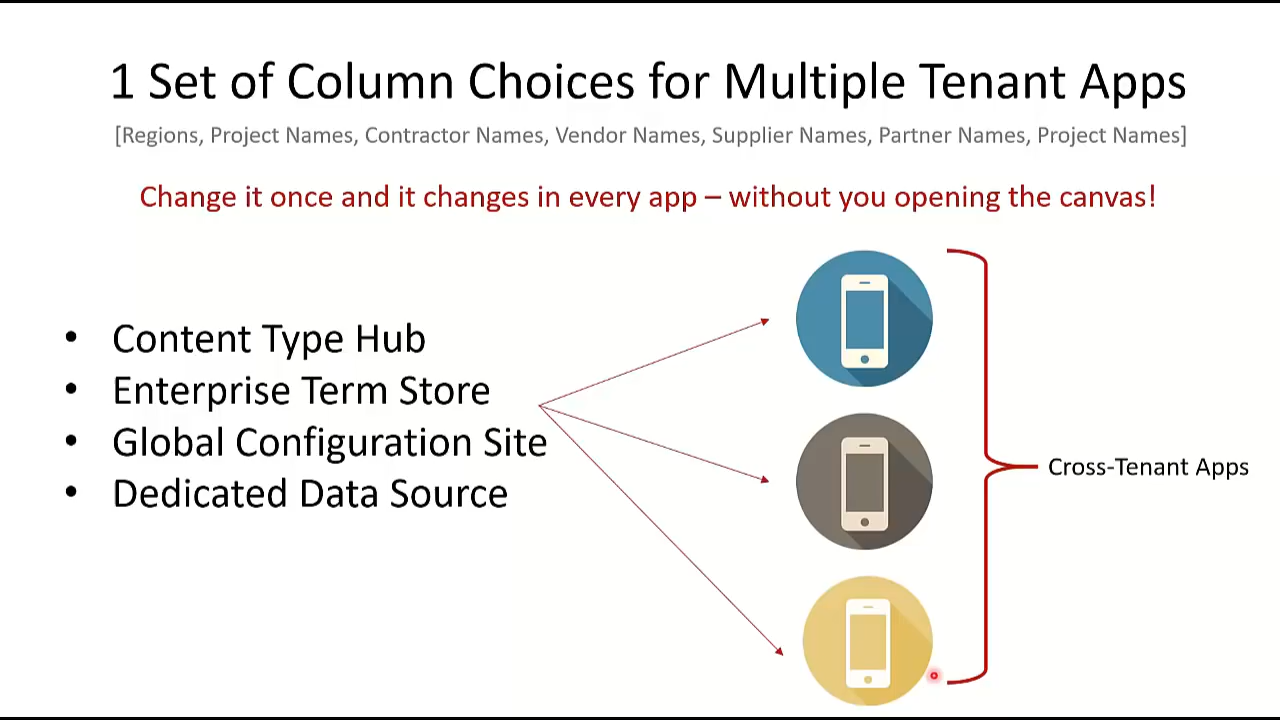 1 Set of Column Choices for Multiple Tenant Apps
[Regions, Project Names, Contractor Names, Vendor Names, Supplier Names, Partner Names, Project Names]
Change it once and it changes in every app – without you opening the canvas!
• Content Type Hub
• Enterprise Term Store
• Global Configuration Site
• Dedicated Data Source
Cross-Tenant Apps